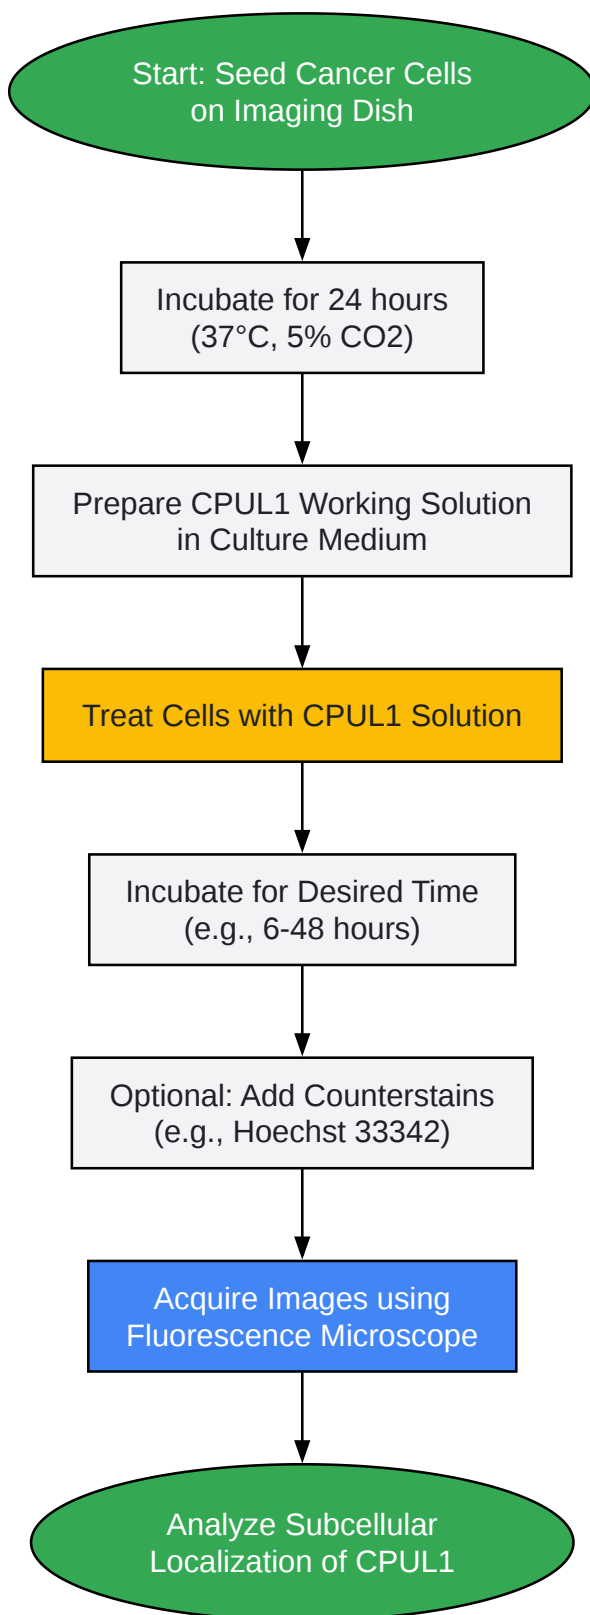 Start: Seed Cancer Cells
on Imaging Dish
Incubate for 24 hours
(37°C, 5% CO2)
Prepare CPUL1 Working Solution
in Culture Medium
Treat Cells with CPUL1 Solution
Incubate for Desired Time
(e.g., 6-48 hours)
Optional: Add Counterstains
(e.g., Hoechst 33342)
Acquire Images using
Fluorescence Microscope
Analyze Subcellular
Localization of CPUL1